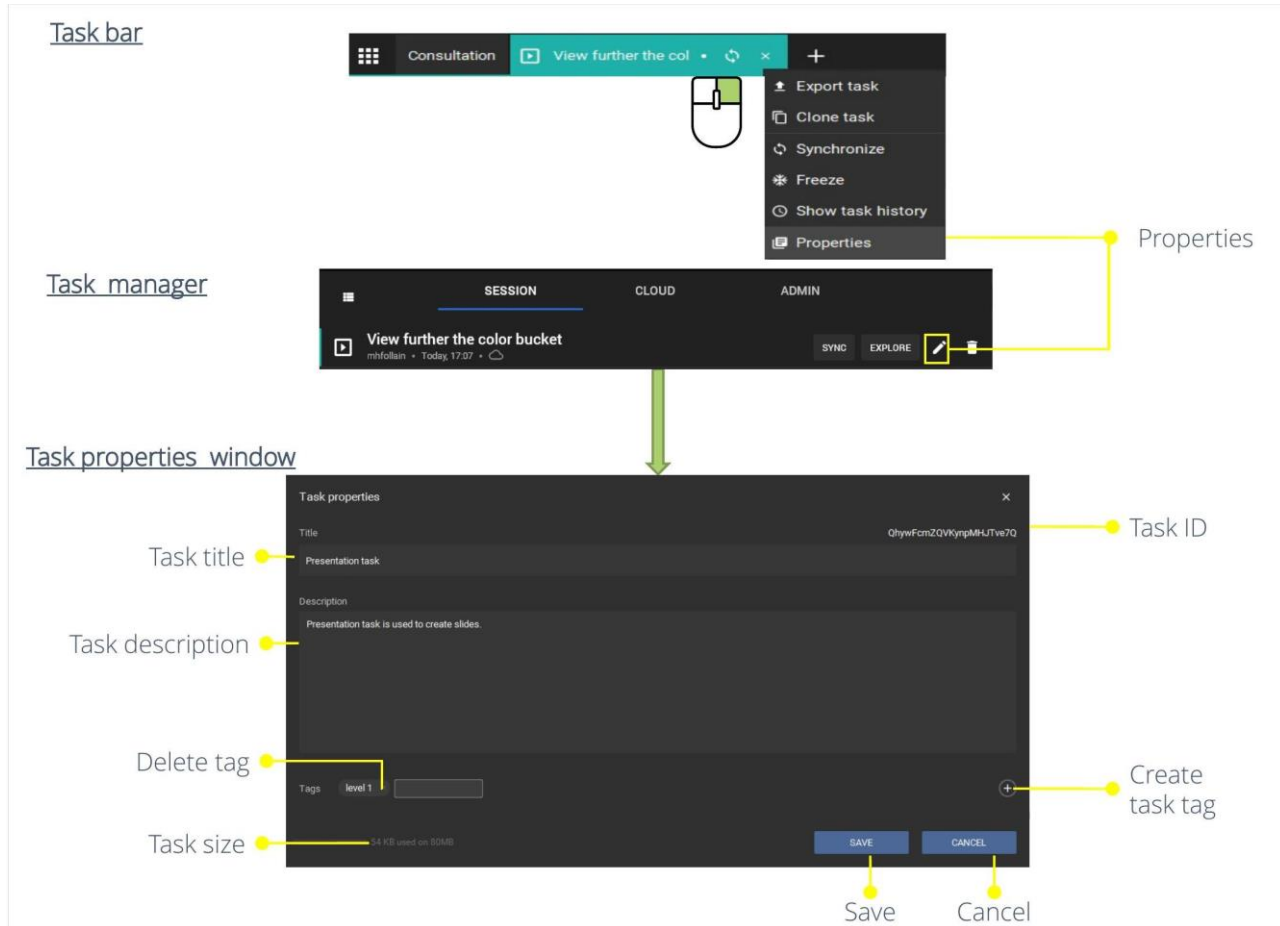 Task bar
Consultation View further the col
Export task
Clone task
Synchronize
Freeze
Show task history
Properties
Properties
Task manager
SESSION CLOUD ADMIN
View further the color bucket
mhfollain • Today, 17:07 •
SYNC EXPLORE
Task properties window
Task properties
Title QhywFcmZQVKynpMHJTve7Q
Task ID
Task title
Presentation task
Description
Presentation task is used to create slides.
Task description
Delete tag
Tags level 1
Create
task tag
Task size
54 KB used on 80MB
SAVE CANCEL
Save Cancel